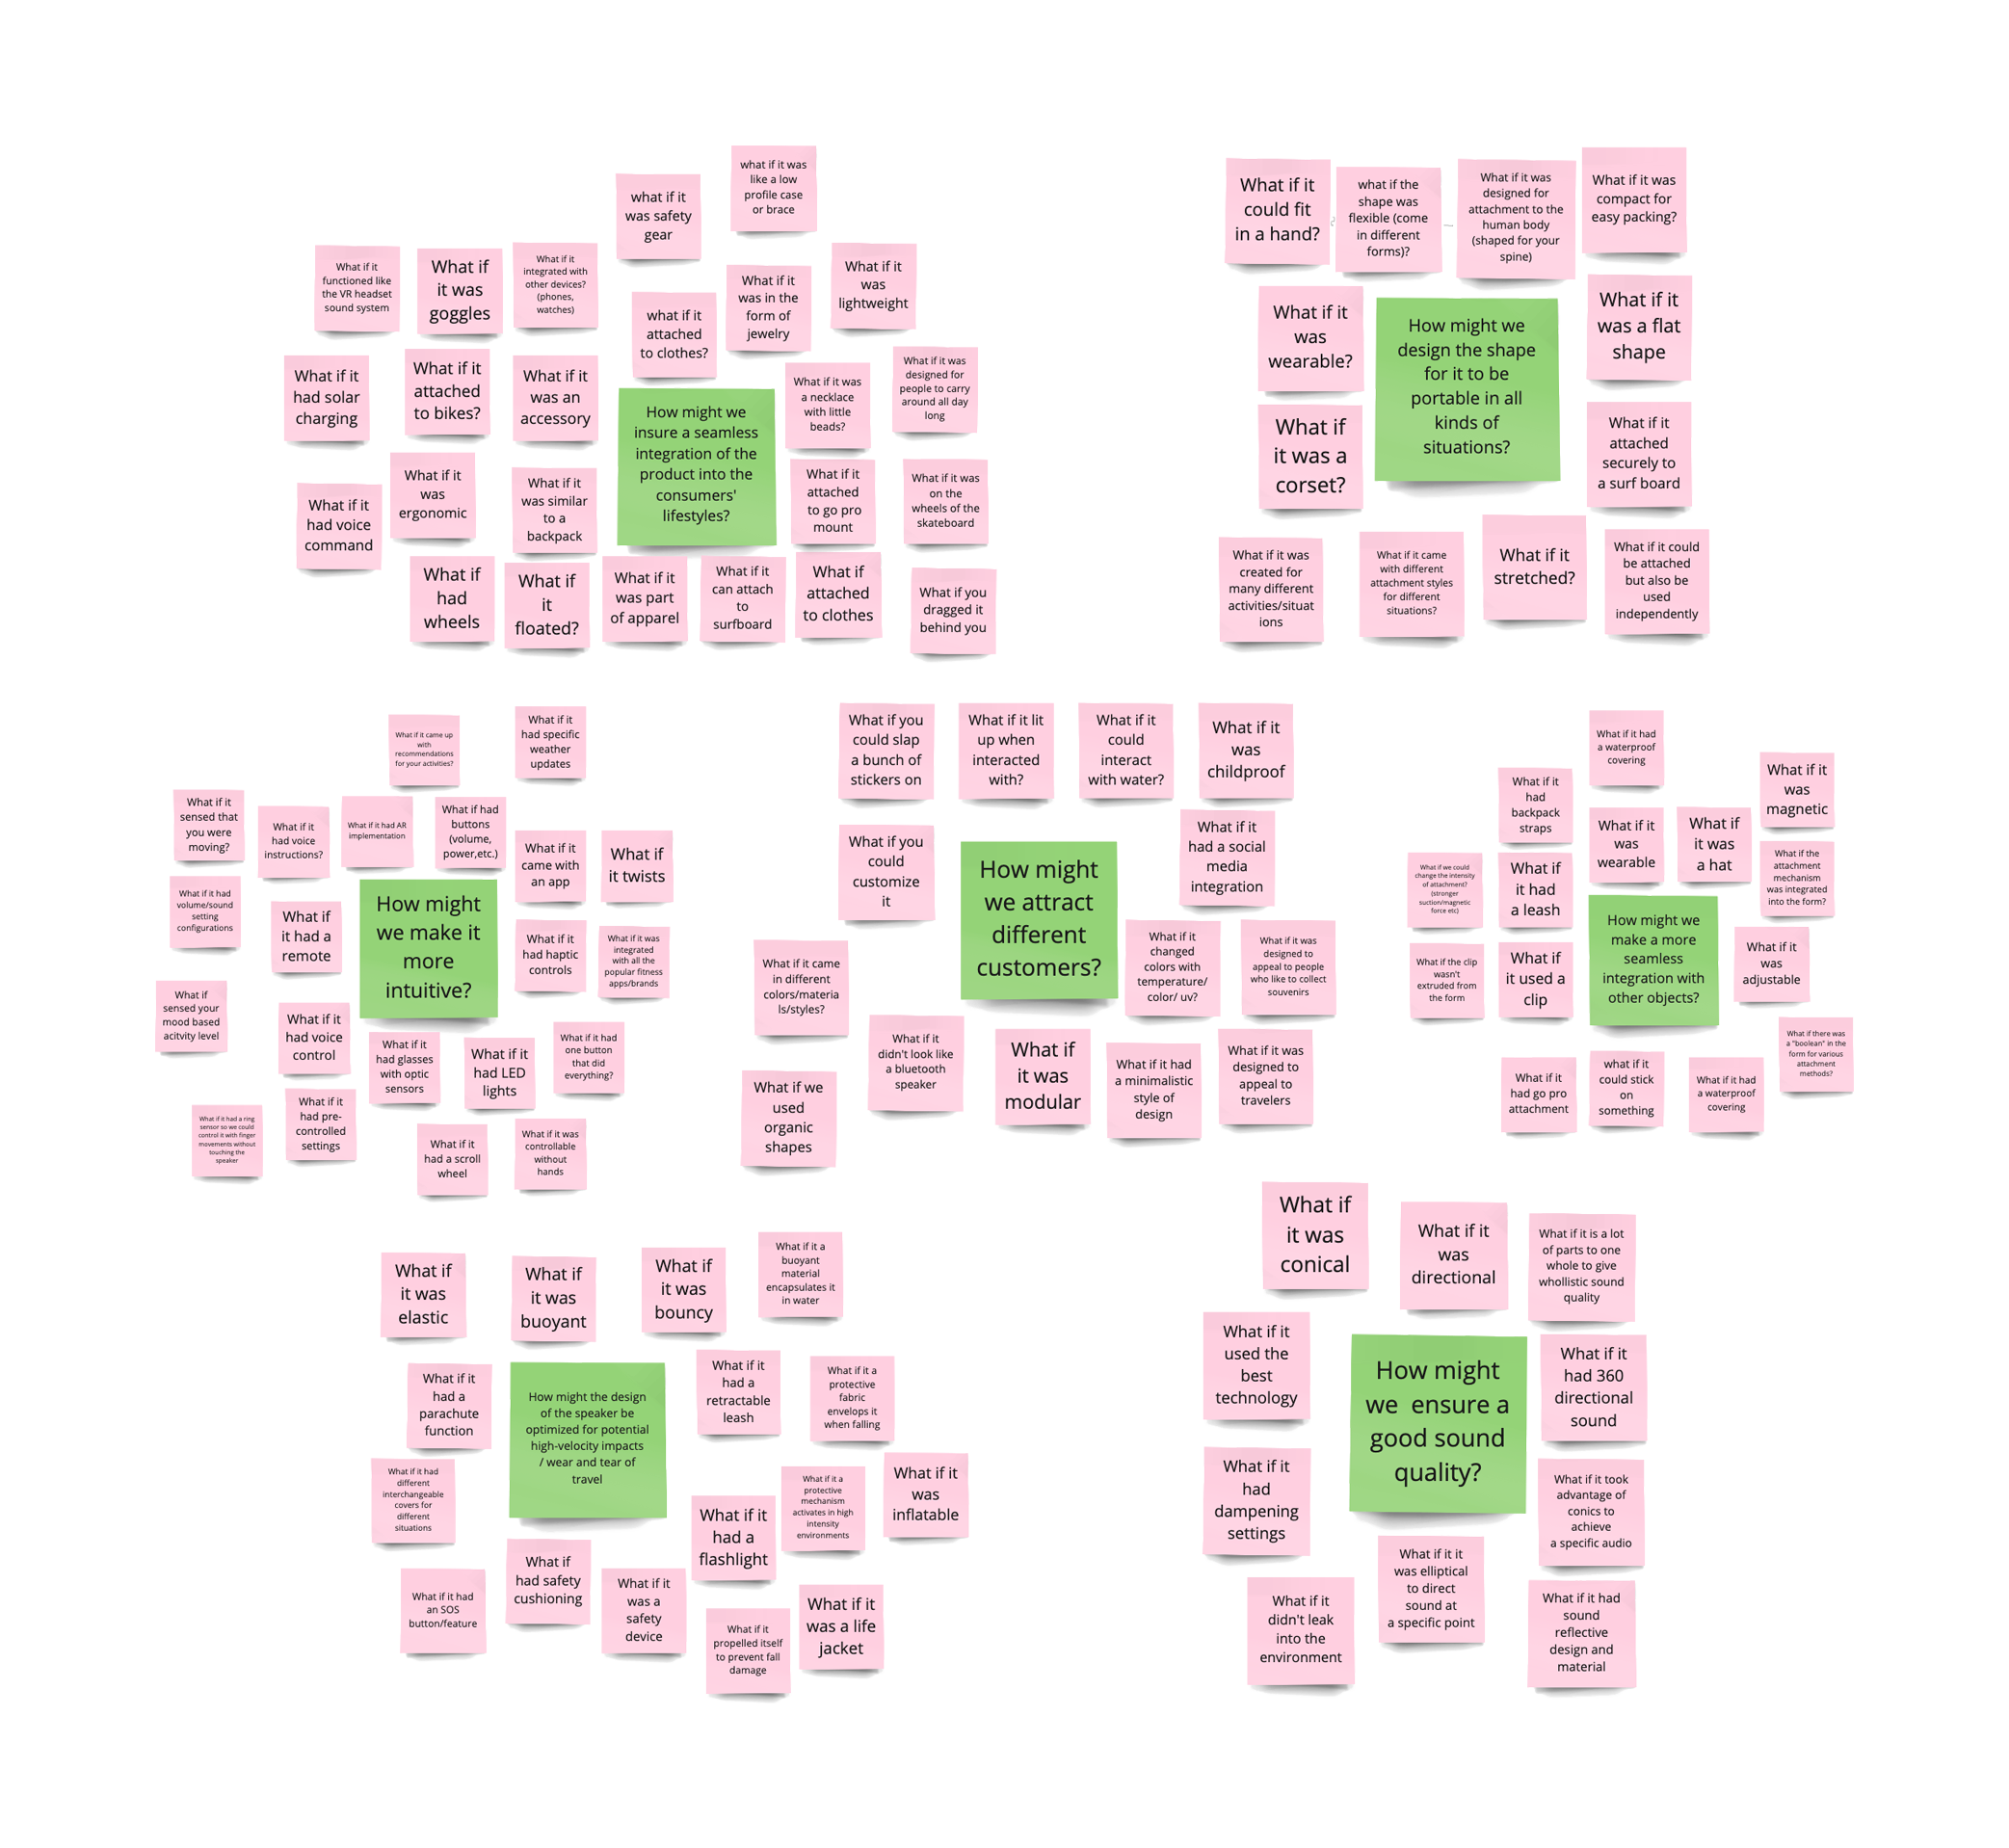 what if it was
like a low
profile case
or brace
what if it
was safety
gear
What if it
functioned like
the VR headset
sound system
What if
it was
goggles
What if it
integrated with
other devices?
(phones,
watches)
what if it
attached
to clothes?
What if it
was in the
form of
jewelry
What if it
was
lightweight
What if it
had solar
charging
What if it
attached
to bikes?
What if it
was an
accessory
How might we
insure a seamless
integration of the
product into the
consumers'
lifestyles?
What if it was
a necklace
with little
beads?
What if it was
designed for
people to carry
around all day
long
What if it
had voice
command
What if it
was
ergonomic
What if it
was similar
to a
backpack
What if it
attached
to go pro
mount
What if it was
on the
wheels of the
skateboard
What if
had
wheels
What if
it
floated?
What if it
was part
of apparel
What if it
can attach
to
surfboard
What if
attached
to clothes
What if you
dragged it
behind you
What if it
could fit
in a hand?
what if the
shape was
flexible (come
in different
forms)?
What if it was
designed for
attachment to the
human body
(shaped for your
spine)
What if it was
compact for
easy packing?
What if it
was
wearable?
How might we
design the shape
for it to be
portable in all
kinds of
situations?
What if it
was a flat
shape
What if
it was a
corset?
What if it
attached
securely to
a surf board
What if it was
created for
many different
activities/situat
ions
What if it came
with different
attachment styles
for different
situations?
What if it
stretched?
What if it could
be attached
but also be
used
independently
What if it came up
with
recommendations
for your activities?
What if it
had specific
weather
updates
What if it
sensed that
you were
moving?
What if it
had voice
instructions?
What if it had AR
implementation
What if had
buttons
(volume,
power,etc.)
What if it
came with
an app
What if
it twists
What if it had
volume/sound
setting
configurations
What if
it had a
remote
How might
we make it
more
intuitive?
What if it
had haptic
controls
What if it was
integrated
with all the
popular fitness
apps/brands
What if
sensed your
mood based
acitvity level
What if it
had voice
control
What if it
had glasses
with optic
sensors
What if it
had LED
lights
What if it had
one button
that did
everything?
What if it had a ring
sensor so we could
control it with finger
movements without
touching the
speaker
What if it
had pre-
controlled
settings
What if it
had a scroll
wheel
What if it was
controllable
without
hands
What if you
could slap
a bunch of
stickers on
What if it lit
up when
interacted
with?
What if it
could
interact
with water?
What if it
was
childproof
What if you
could
customize
it
How might
we attract
different
customers?
What if it
had a social
media
integration
What if it came
in different
colors/materia
ls/styles?
What if it
changed
colors with
temperature/
color/ uv?
What if it was
designed to
appeal to people
who like to collect
souvenirs
What if it
didn't look like
a bluetooth
speaker
What if we
used
organic
shapes
What if
it was
modular
What if it had
a minimalistic
style of
design
What if it was
designed to
appeal to
travelers
What if it had
a waterproof
covering
What if it
had
backpack
straps
What if it
was
magnetic
What if it
was
wearable
What if
it was
a hat
What if we could
change the intensity
of attachment?
(stronger
suction/magnetic
force etc)
What if
it had
a leash
What if the
attachment
mechanism
was integrated
into the form?
How might we
make a more
seamless
integration with
other objects?
What if the clip
wasn't
extruded from
the form
What if
it used a
clip
What if it
was
adjustable
What if it
had go pro
attachment
what if it
could stick
on
something
What if it had
a waterproof
covering
What if there was
a "boolean" in the
form for various
attachment
methods?
What if
it was
elastic
What if
it was
buoyant
What if
it was
bouncy
What if it a
buoyant
material
encapsulates it
in water
What if it
had a
parachute
function
How might the design
of the speaker be
optimized for potential
high-velocity impacts
/ wear and tear of
travel
What if it
had a
retractable
leash
What if it a
protective
fabric
envelops it
when falling
What if it had
different
interchangeable
covers for
different
situations
What if it
had a
flashlight
What if it a
protective
mechanism
activates in high
intensity
environments
What if it
was
inflatable
What if it had
an SOS
button/feature
What if
had safety
cushioning
What if it
was a
safety
device
What if it
propelled itself
to prevent fall
damage
What if it
was a life
jacket
What if
it was
conical
What if it
was
directional
What if it is a lot
of parts to one
whole to give
whollistic sound
quality
What if it
used the
best
technology
How might
we ensure a
good sound
quality?
What if it
had 360
directional
sound
What if it
had
dampening
settings
What if it took
advantage of
conics to
achieve
a specific audio
What if it
didn't leak
into the
environment
What if it it
was elliptical
to direct
sound at
a specific point
What if it had
sound
reflective
design and
material